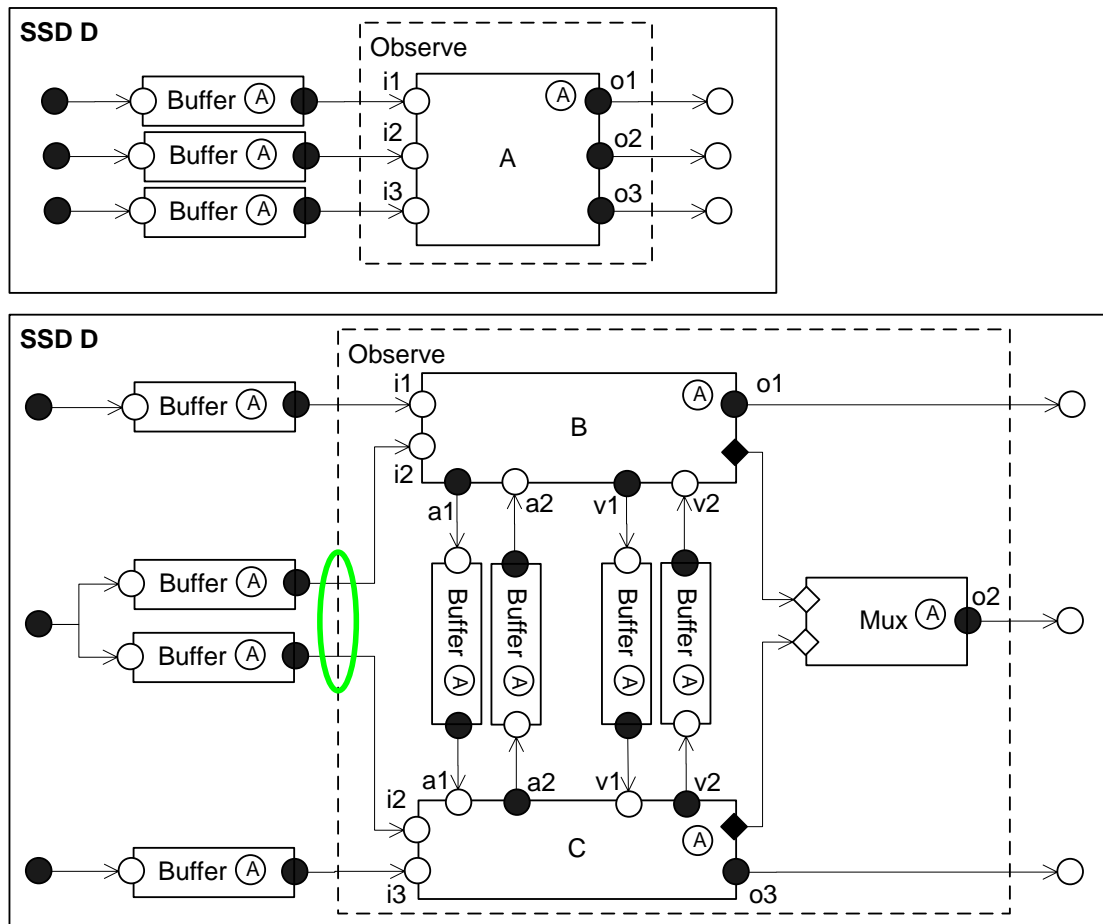 SSD D
Observe
i1
o1
Buffer A
A
i2
o2
Buffer A
A
i3
o3
Buffer A
SSD D
Observe
i1
o1
Buffer A
A
B
i2
a1
a2
v1
v2
Buffer A
Buffer A
Buffer A
Buffer A
Buffer A
Buffer A
Mux A
o2
a1
a2
v1
v2
i2
A
C
Buffer A
i3
o3